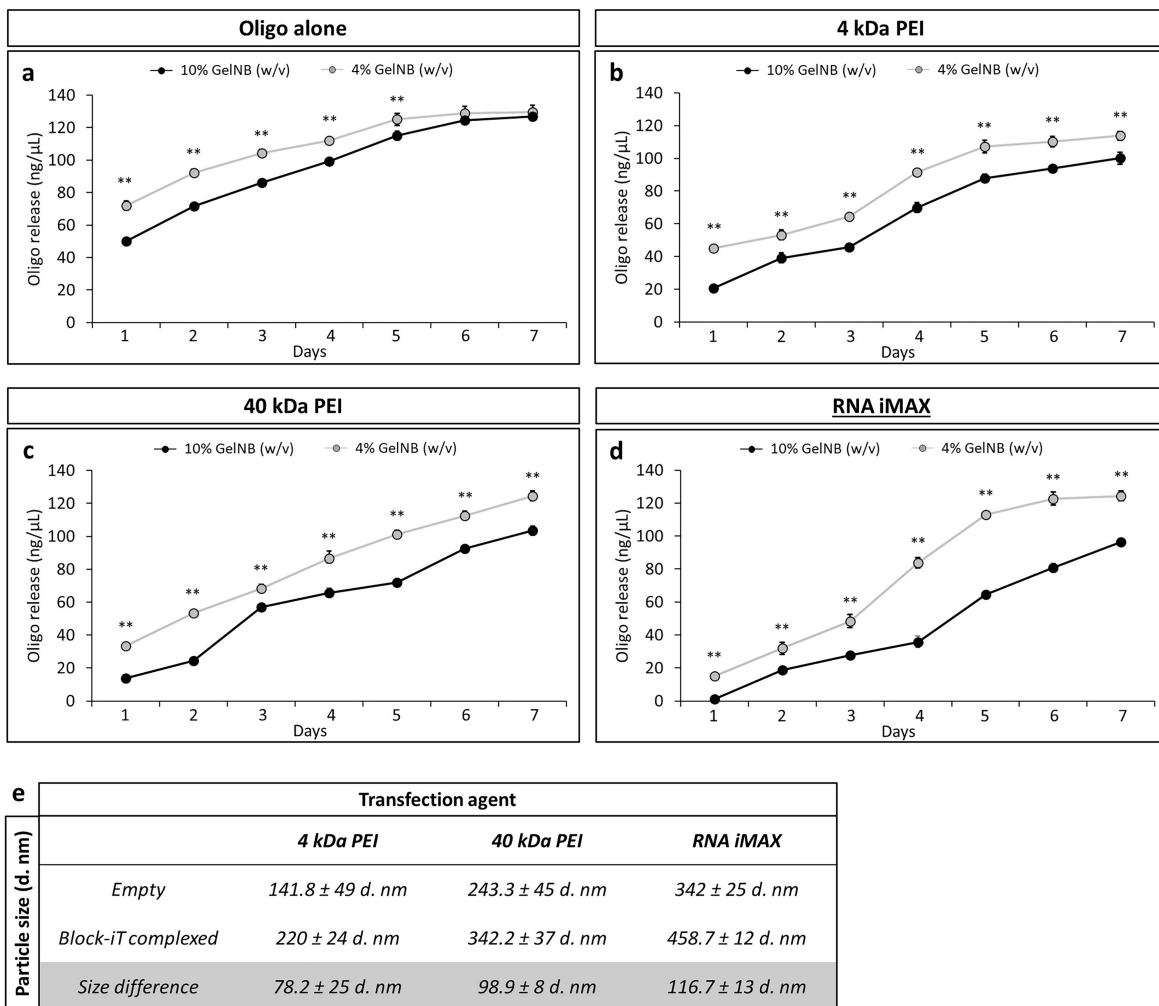 Oligo alone
a
10% GelNB (w/v) 4% GelNB (w/v)
Oligo release (ng/µL)
140
120
100
80
60
40
20
0
** ** ** ** **
1 2 3 4 5 6 7
Days
4 kDa PEI
b
10% GelNB (w/v) 4% GelNB (w/v)
Oligo release (ng/µL)
140
120
100
80
60
40
20
0
** ** ** ** ** ** **
1 2 3 4 5 6 7
Days
40 kDa PEI
c
10% GelNB (w/v) 4% GelNB (w/v)
Oligo release (ng/µL)
140
120
100
80
60
40
20
0
** ** ** ** ** ** **
1 2 3 4 5 6 7
Days
RNA iMAX
d
10% GelNB (w/v) 4% GelNB (w/v)
Oligo release (ng/µL)
140
120
100
80
60
40
20
0
** ** ** ** ** ** **
1 2 3 4 5 6 7
Days
e
Transfection agent
Particle size (d. nm)
4 kDa PEI 40 kDa PEI RNA iMAX
Empty 141.8 ± 49 d. nm 243.3 ± 45 d. nm 342 ± 25 d. nm
Block-iT complexed 220 ± 24 d. nm 342.2 ± 37 d. nm 458.7 ± 12 d. nm
Size difference 78.2 ± 25 d. nm 98.9 ± 8 d. nm 116.7 ± 13 d. nm